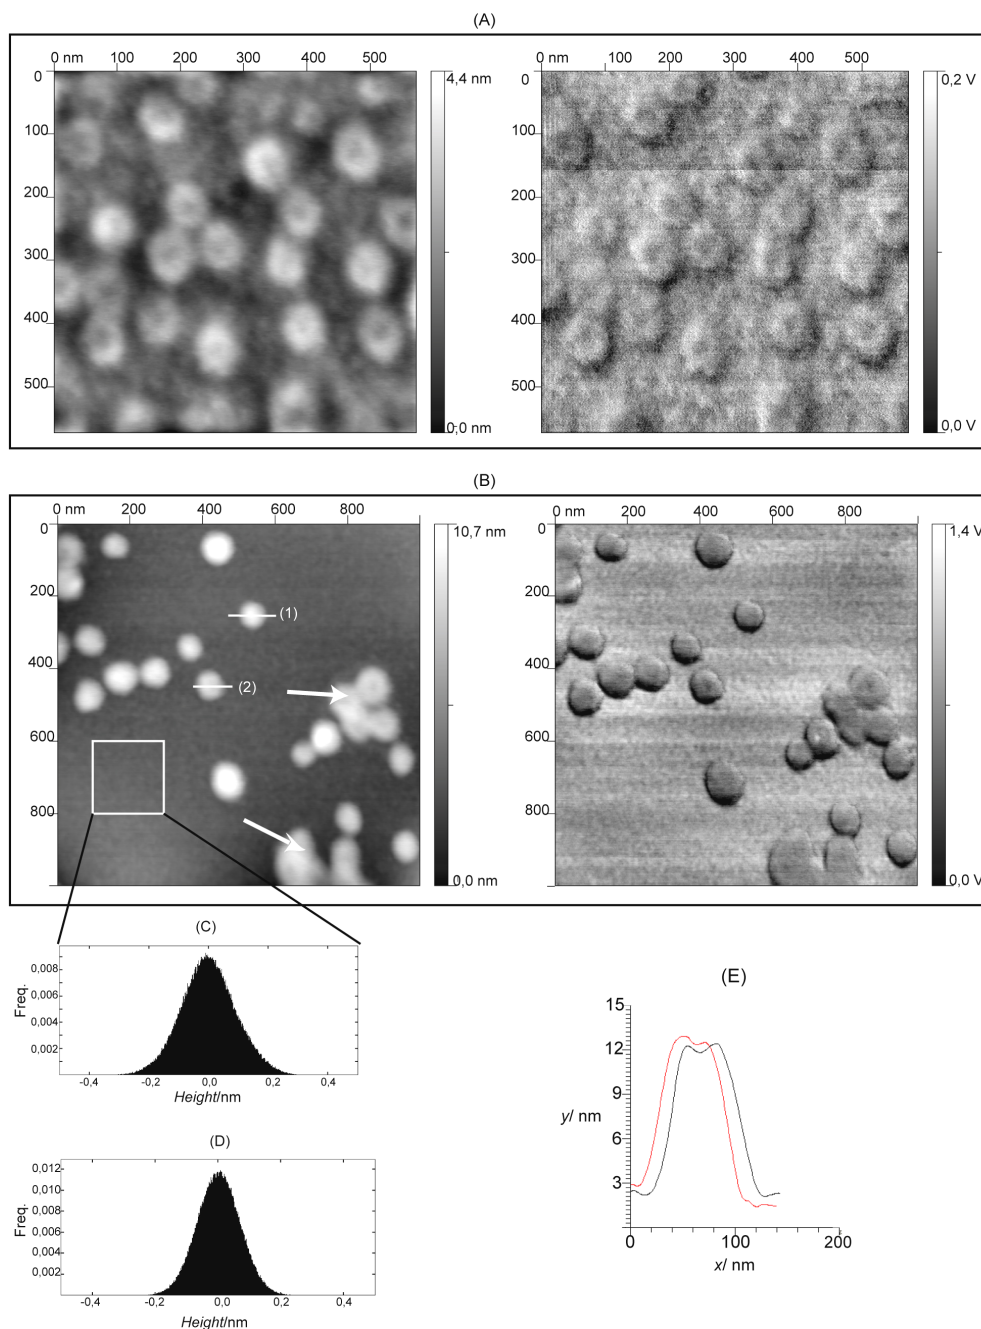 (A)
0 nm 100 200 300 400 500
0
100
200
300
400
500
4,4 nm
0,0 nm
0 nm 100 200 300 400 500
0
100
200
300
400
500
0,2 V
0,0 V
(B)
0 nm 200 400 600 800
0
200
400
600
800
(1)
(2)
10,7 nm
0,0 nm
0 nm 200 400 600 800
0
200
400
600
800
1,4 V
0,0 V
(C)
Freq.
0,008
0,006
0,004
0,002
-0,4 -0,2 0,0 0,2 0,4
Height/nm
(D)
Freq.
0,012
0,010
0,008
0,006
0,004
0,002
-0,4 -0,2 0,0 0,2 0,4
Height/nm
(E)
y/ nm
15
12
9
6
3
0 100 200
x/ nm